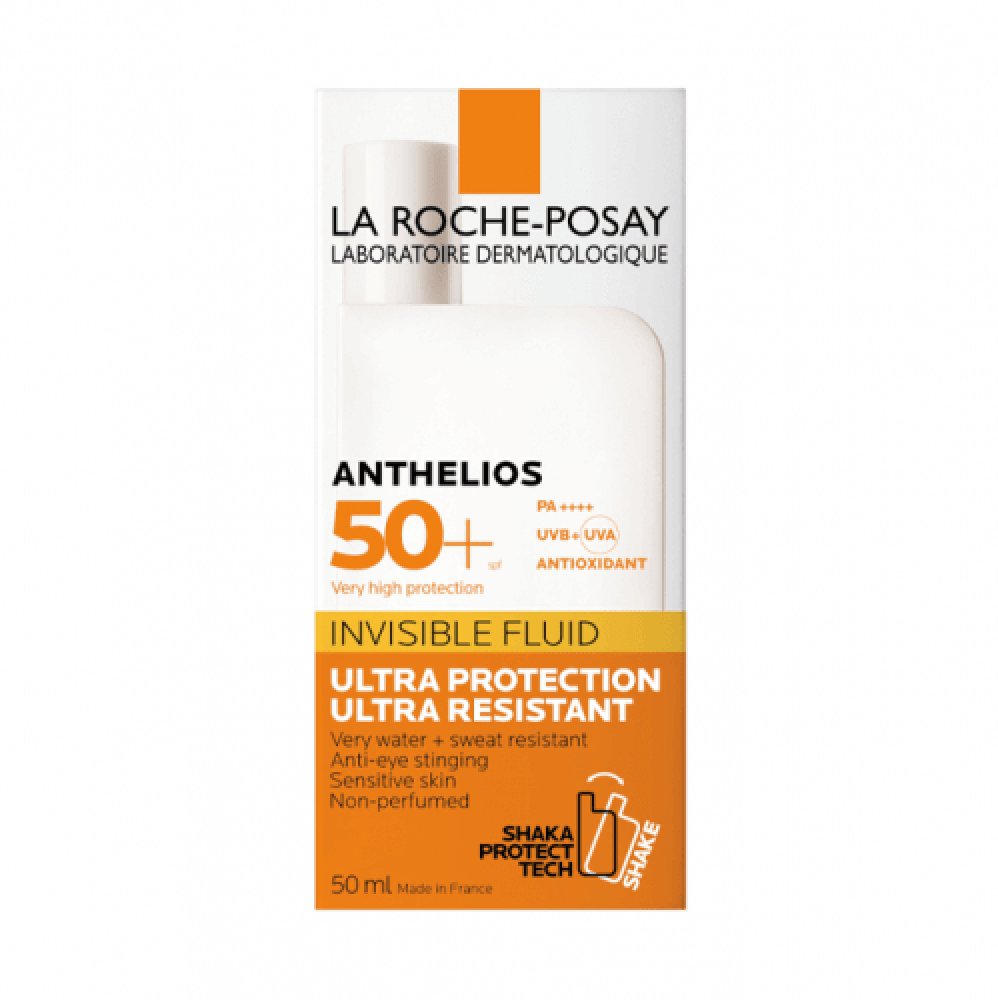 LA ROCHE-POSAY
LABORATOIRE DERMATOLOGIQUE
ANTHELIOS
50+ spf
Very high protection
PA ++++
UVB+ UVA
ANTIOXIDANT
INVISIBLE FLUID
ULTRA PROTECTION
ULTRA RESISTANT
Very water + sweat resistant
Anti-eye stinging
Sensitive skin
Non-perfumed
SHAKA
PROTECT
TECH
SHAKE
50 ml Made in France